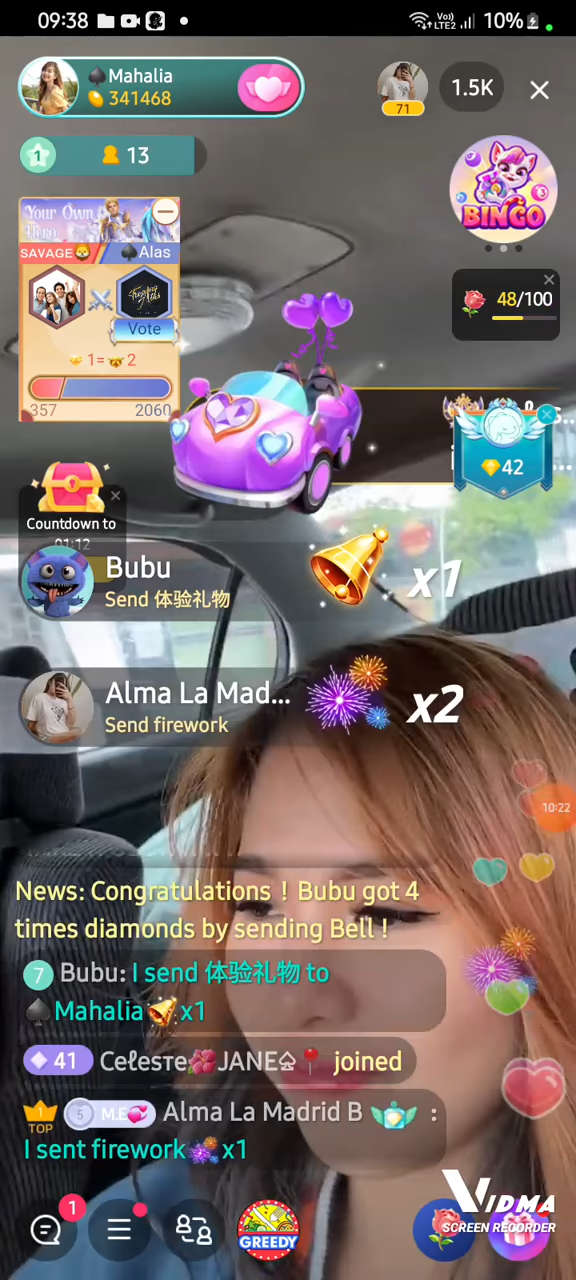 09:38
Vo)) LTE2 10%
♠Mahalia
341468
71
1.5K
1
13
Your Own Hero
BINGO
SAVAGE🦁
♠Alas
Vote
1= 2
357
2060
48/100
42
Countdown to
01:12
Bubu
Send 体验礼物
x1
Alma La Mad...
Send firework
x2
10:22
News: Congratulations！Bubu got 4
times diamonds by sending Bell !
7 Bubu: I send 体验礼物 to
♠Mahalia x1
41 Celeste🌺JANE♤📍 joined
1 TOP 5 M.E💞 Alma La Madrid B :
I sent firework x1
1
GREEDY
VIDMA
SCREEN RECORDER